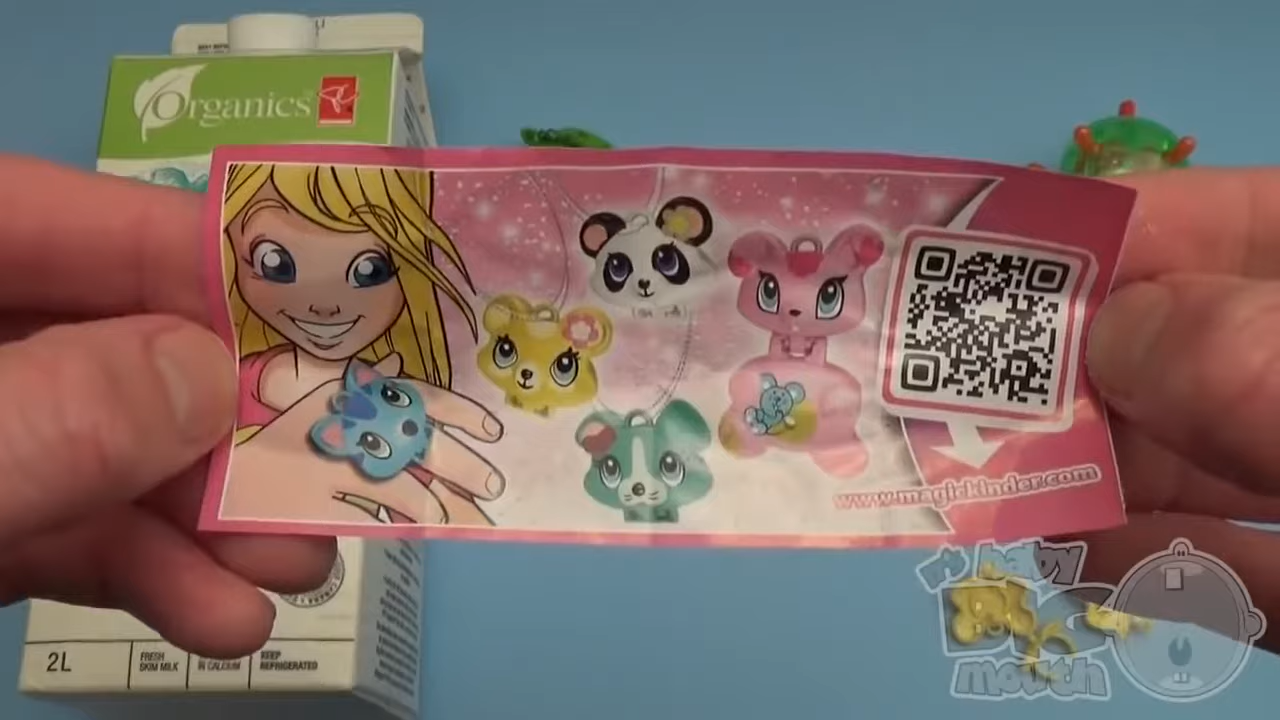 Organics
www.magickinder.com
2L
FRESH
SKIM MILK
IN CALCIUM
KEEP
REFRIGERATED
baby
BIG
mouth